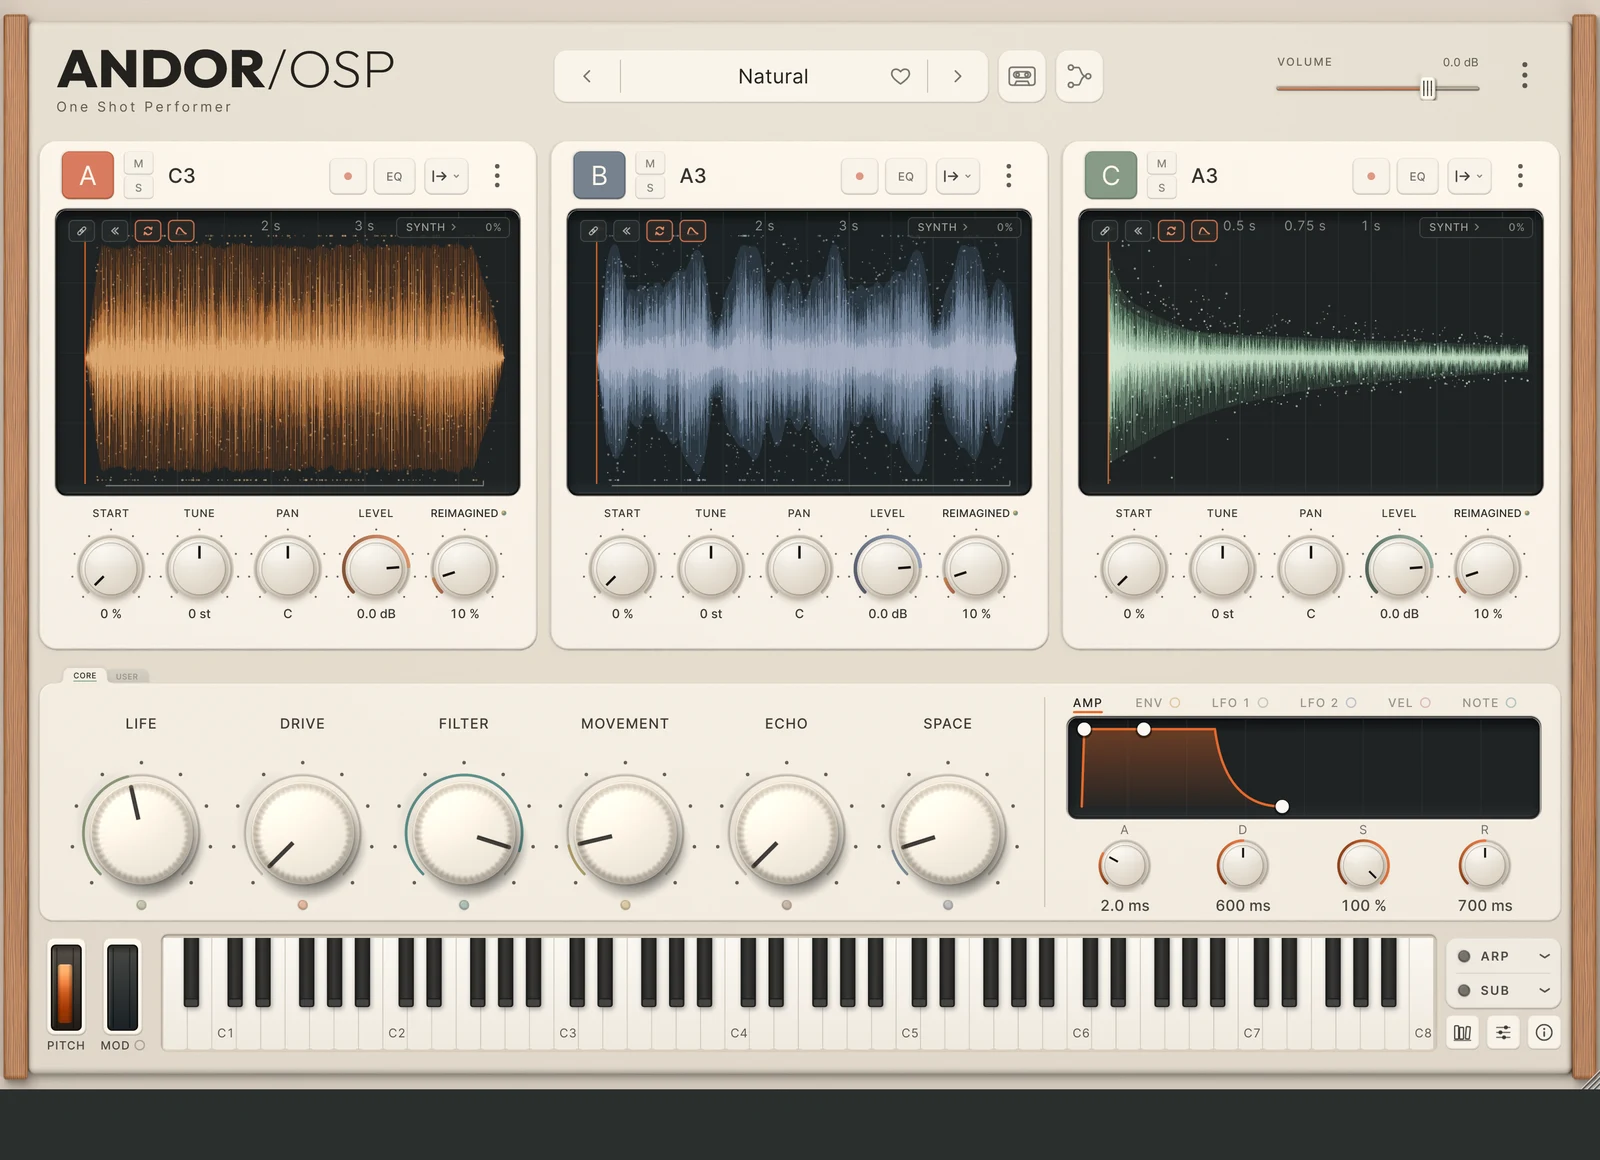 ANDOR/OSP
One Shot Performer
Natural
VOLUME 0.0 dB
A M S C3 EQ
B M S A3 EQ
C M S A3 EQ
2 s 3 s SYNTH > 0%
2 s 3 s SYNTH > 0%
0.5 s 0.75 s 1 s SYNTH > 0%
START TUNE PAN LEVEL REIMAGINED
0 % 0 st C 0.0 dB 10 %
START TUNE PAN LEVEL REIMAGINED
0 % 0 st C 0.0 dB 10 %
START TUNE PAN LEVEL REIMAGINED
0 % 0 st C 0.0 dB 10 %
CORE USER
LIFE DRIVE FILTER MOVEMENT ECHO SPACE
AMP ENV LFO 1 LFO 2 VEL NOTE
A D S R
2.0 ms 600 ms 100 % 700 ms
PITCH MOD
C1 C2 C3 C4 C5 C6 C7 C8
ARP
SUB